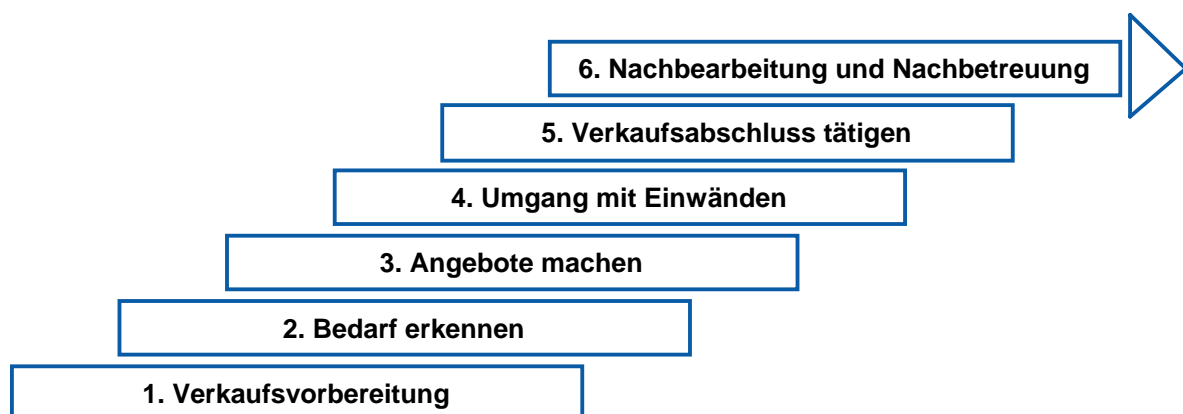 6. Nachbearbeitung und Nachbetreuung
5. Verkaufsabschluss tätigen
4. Umgang mit Einwänden
3. Angebote machen
2. Bedarf erkennen
1. Verkaufsvorbereitung